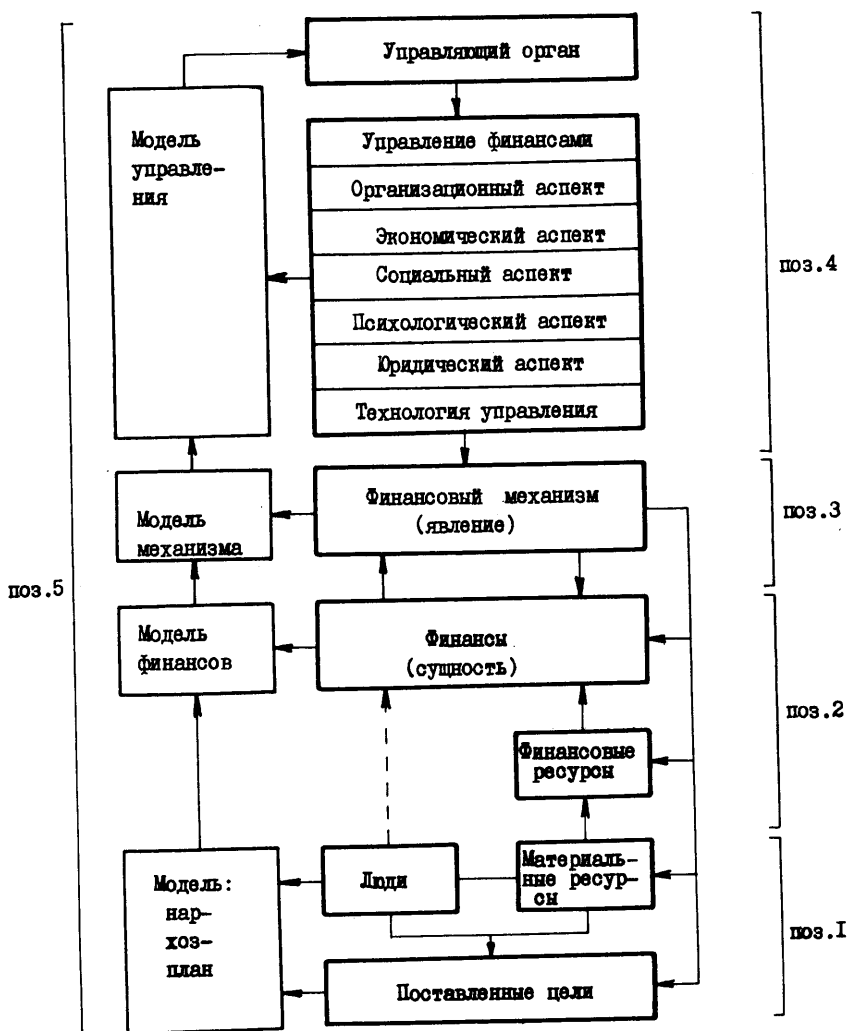 Управляющий орган
Модель
управле-
ния
Управление финансами
Организационный аспект
Экономический аспект
Социальный аспект
Психологический аспект
Юридический аспект
Технология управления
поз.4
Финансовый механизм
(явление)
Модель
механизма
поз.3
поз.5
Модель
финансов
Финансы
(сущность)
поз.2
Финансовые
ресурсы
Модель:
нар-
хоз-
план
Люди
Материаль-
ные ресур-
сы
поз.I
Поставленные цели